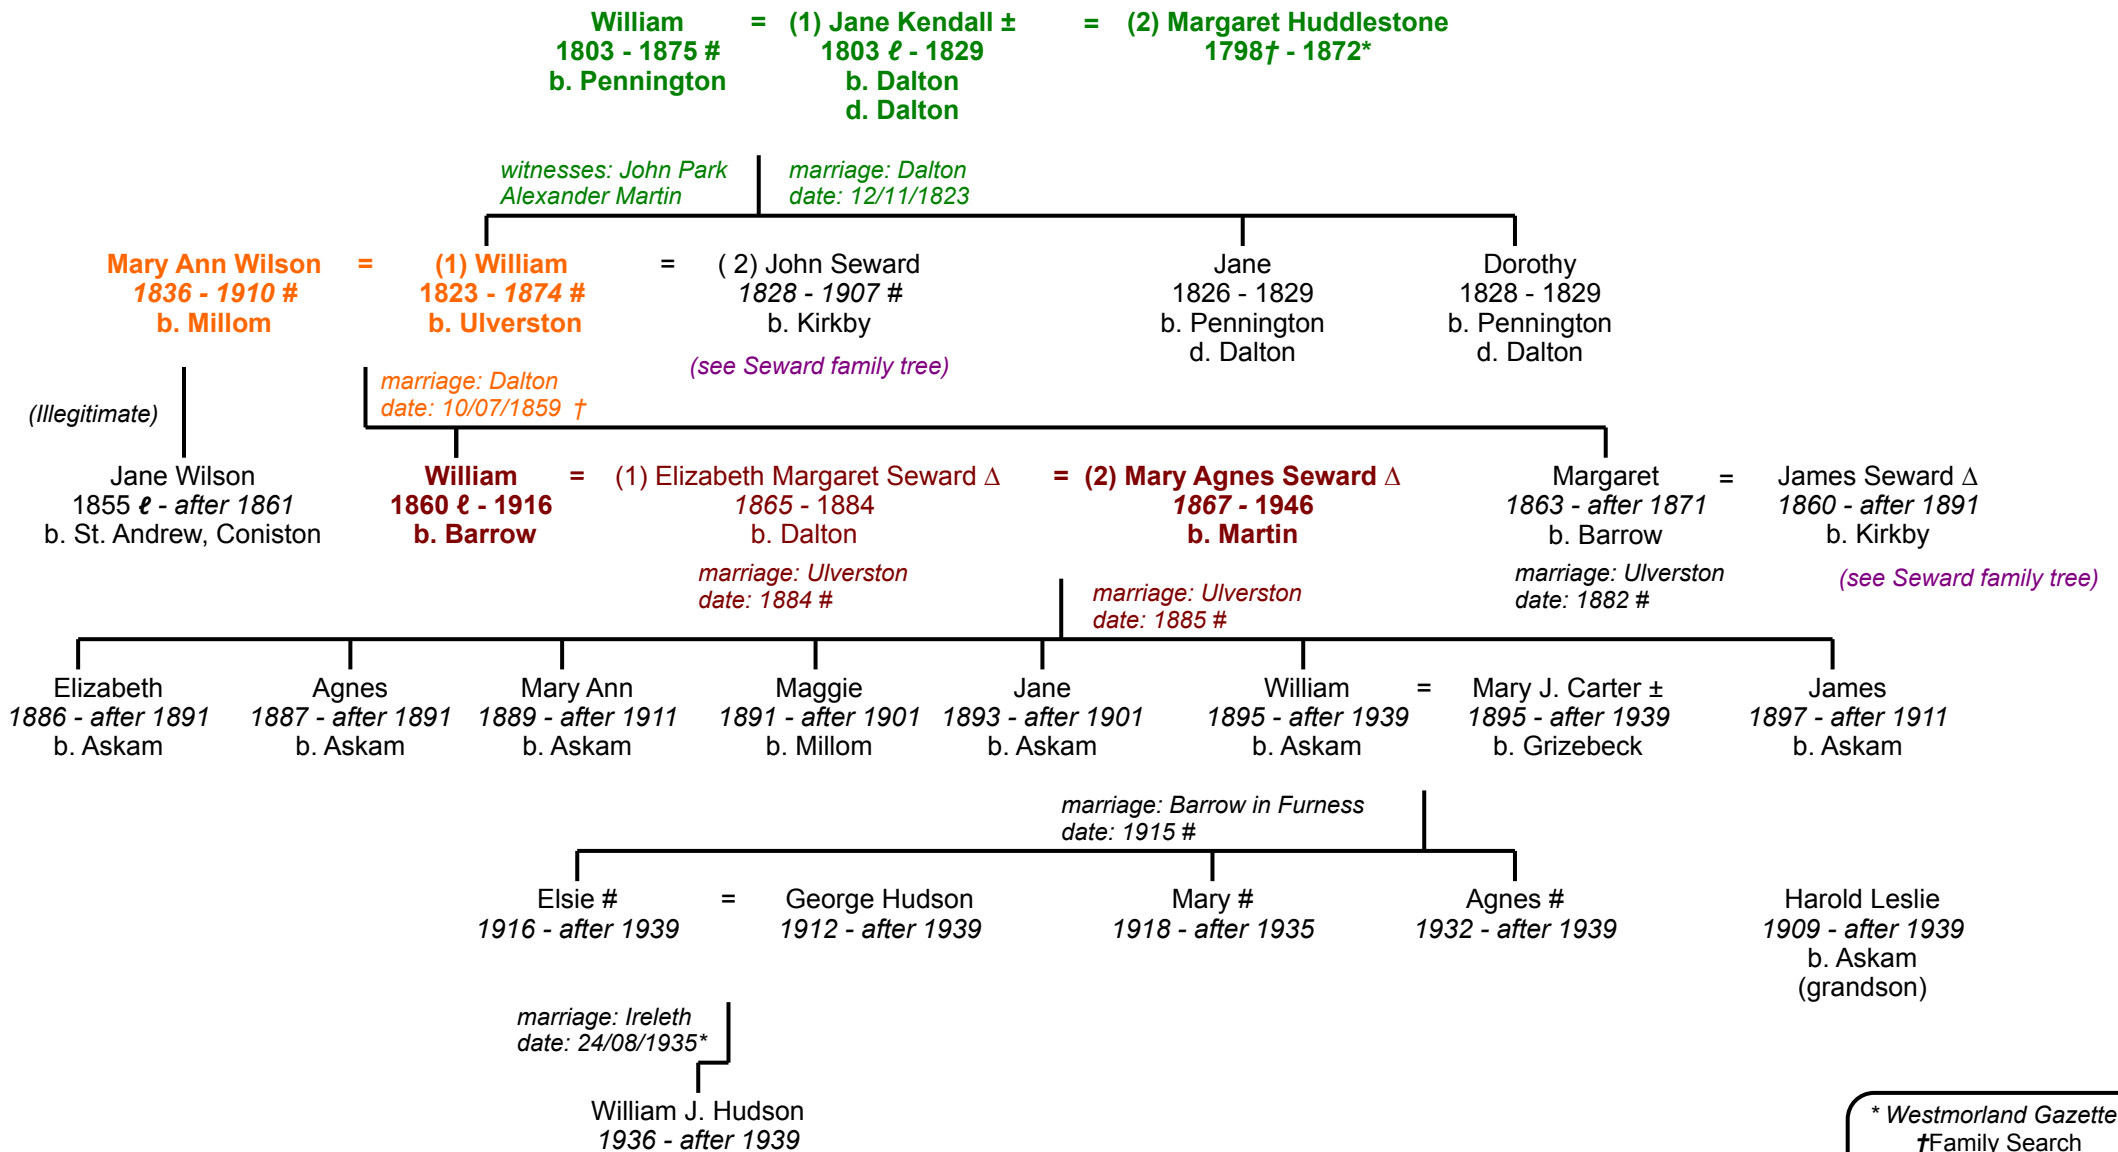 William = (1) Jane Kendall ± = (2) Margaret Huddlestone
1803 - 1875 # 1803 ℓ - 1829 1798† - 1872*
b. Pennington b. Dalton
d. Dalton
witnesses: John Park marriage: Dalton
Alexander Martin date: 12/11/1823
Mary Ann Wilson = (1) William = ( 2) John Seward Jane Dorothy
1836 - 1910 # 1823 - 1874 # 1828 - 1907 # 1826 - 1829 1828 - 1829
b. Millom b. Ulverston b. Kirkby b. Pennington b. Pennington
d. Dalton d. Dalton
(see Seward family tree)
marriage: Dalton
(Illegitimate) date: 10/07/1859 †
Jane Wilson William = (1) Elizabeth Margaret Seward Δ = (2) Mary Agnes Seward Δ Margaret = James Seward Δ
1855 ℓ - after 1861 1860 ℓ - 1916 1865 - 1884 1867 - 1946 1863 - after 1871 1860 - after 1891
b. St. Andrew, Coniston b. Barrow b. Dalton b. Martin b. Barrow b. Kirkby
marriage: Ulverston marriage: Ulverston marriage: Ulverston (see Seward family tree)
date: 1884 # date: 1885 # date: 1882 #
Elizabeth Agnes Mary Ann Maggie Jane William = Mary J. Carter ± James
1886 - after 1891 1887 - after 1891 1889 - after 1911 1891 - after 1901 1893 - after 1901 1895 - after 1939 1895 - after 1939 1897 - after 1911
b. Askam b. Askam b. Askam b. Millom b. Askam b. Askam b. Grizebeck b. Askam
marriage: Barrow in Furness
date: 1915 #
Elsie # = George Hudson Mary # Agnes # Harold Leslie
1916 - after 1939 1912 - after 1939 1918 - after 1935 1932 - after 1939 1909 - after 1939
b. Askam
(grandson)
marriage: Ireleth
date: 24/08/1935*
William J. Hudson
1936 - after 1939
* Westmorland Gazette
†Family Search